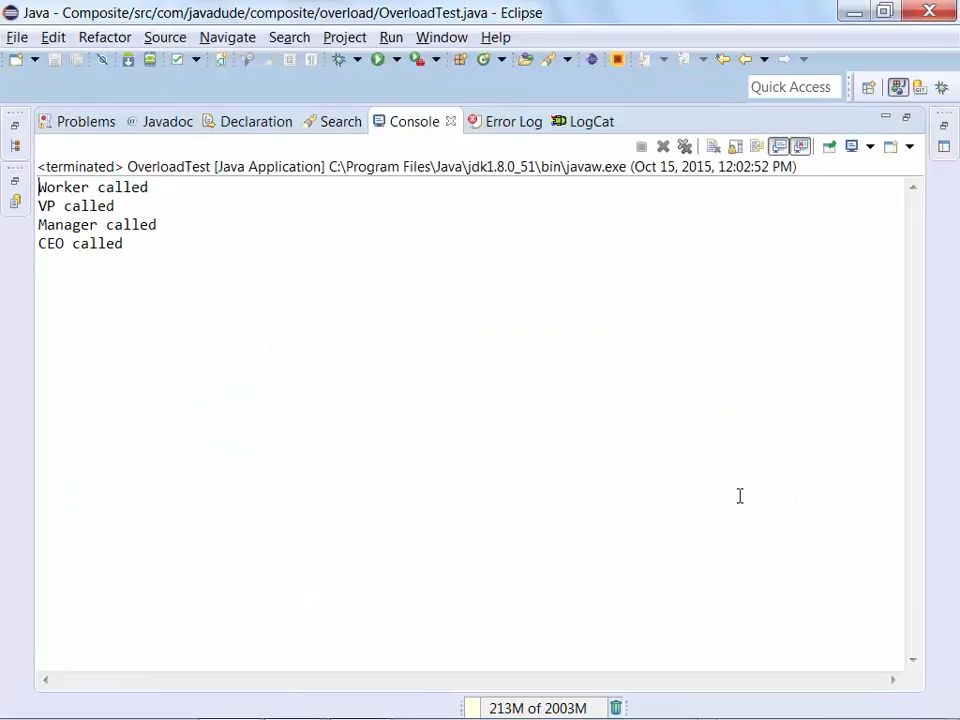 Java - Composite/src/com/javadude/composite/overload/OverloadTest.java - Eclipse
File Edit Refactor Source Navigate Search Project Run Window Help
Quick Access
Problems @ Javadoc Declaration Search Console Error Log LogCat
<terminated> OverloadTest [Java Application] C:\Program Files\Java\jdk1.8.0_51\bin\javaw.exe (Oct 15, 2015, 12:02:52 PM)
Worker called
VP called
Manager called
CEO called
213M of 2003M